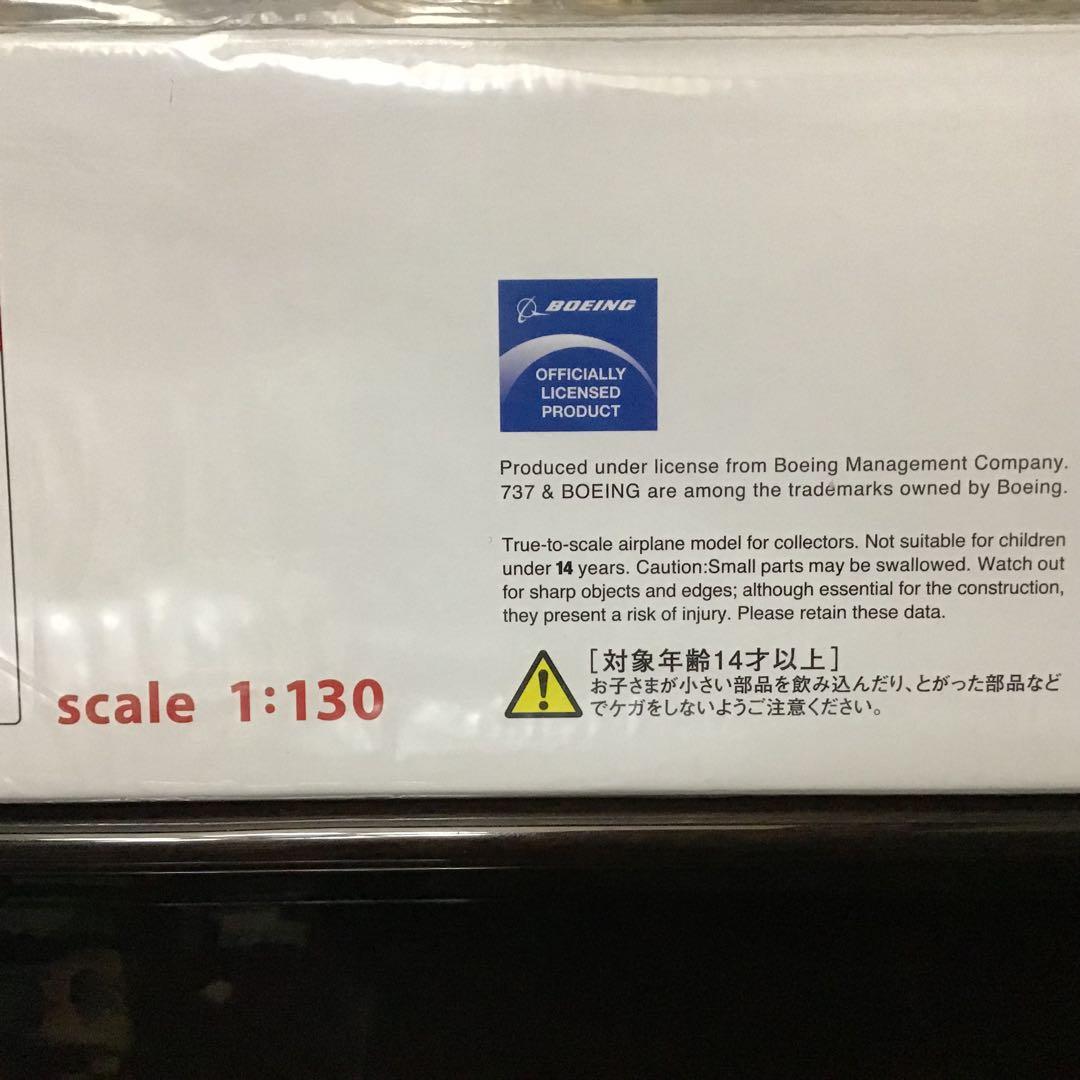 BOEING
OFFICIALLY
LICENSED
PRODUCT
Produced under license from Boeing Management Company.
737 & BOEING are among the trademarks owned by Boeing.
True-to-scale airplane model for collectors. Not suitable for children
under 14 years. Caution:Small parts may be swallowed. Watch out
for sharp objects and edges; although essential for the construction,
they present a risk of injury. Please retain these data.
[対象年齢14才以上]
お子さまが小さい部品を飲み込んだり、とがった部品など
でケガをしないようご注意ください。
scale 1:130